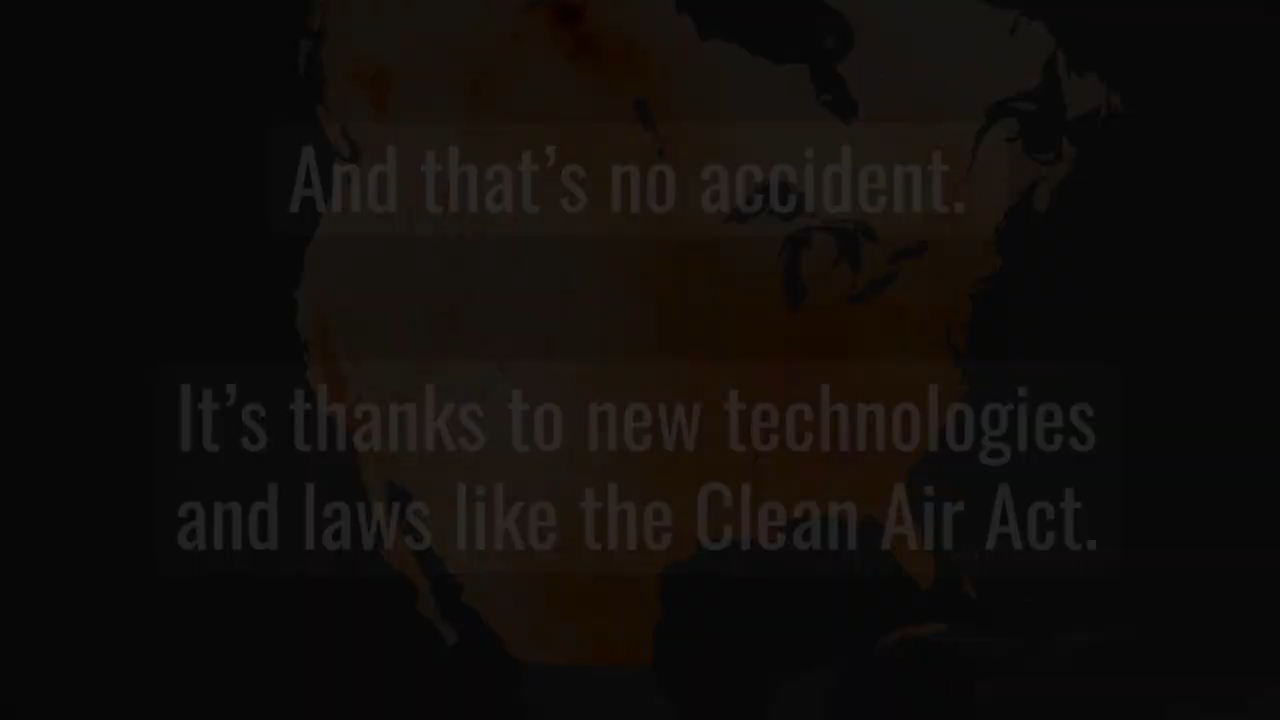 And that’s no accident.
It’s thanks to new technologies
and laws like the Clean Air Act.